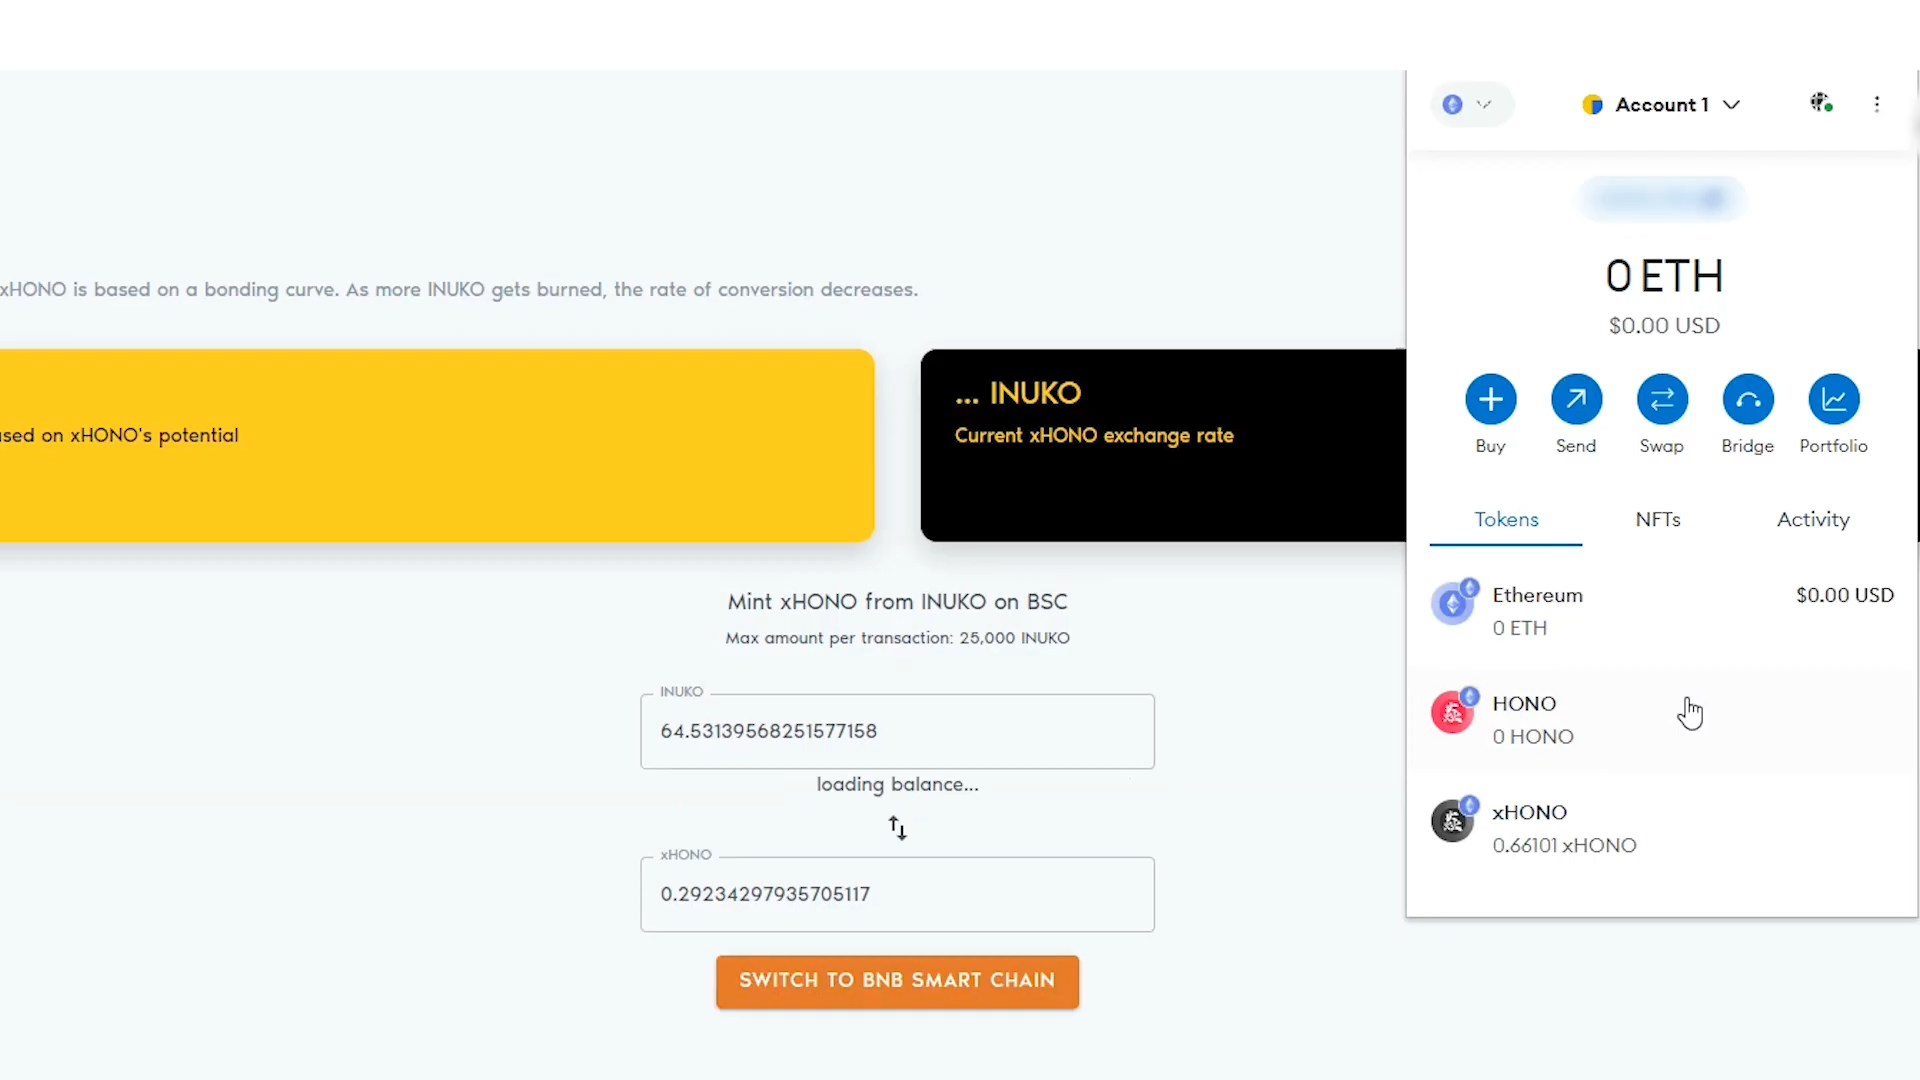 xHONO is based on a bonding curve. As more INUKO gets burned, the rate of conversion decreases.
on xHONO's potential
... INUKO
Current xHONO exchange rate
Mint xHONO from INUKO on BSC
Max amount per transaction: 25,000 INUKO
INUKO
64.53139568251577158
loading balance...
xHONO
0.29234297935705117
SWITCH TO BNB SMART CHAIN
Account 1
0 ETH
$0.00 USD
Buy
Send
Swap
Bridge
Portfolio
Tokens
NFTs
Activity
Ethereum
$0.00 USD
0 ETH
HONO
0 HONO
xHONO
0.66101 xHONO